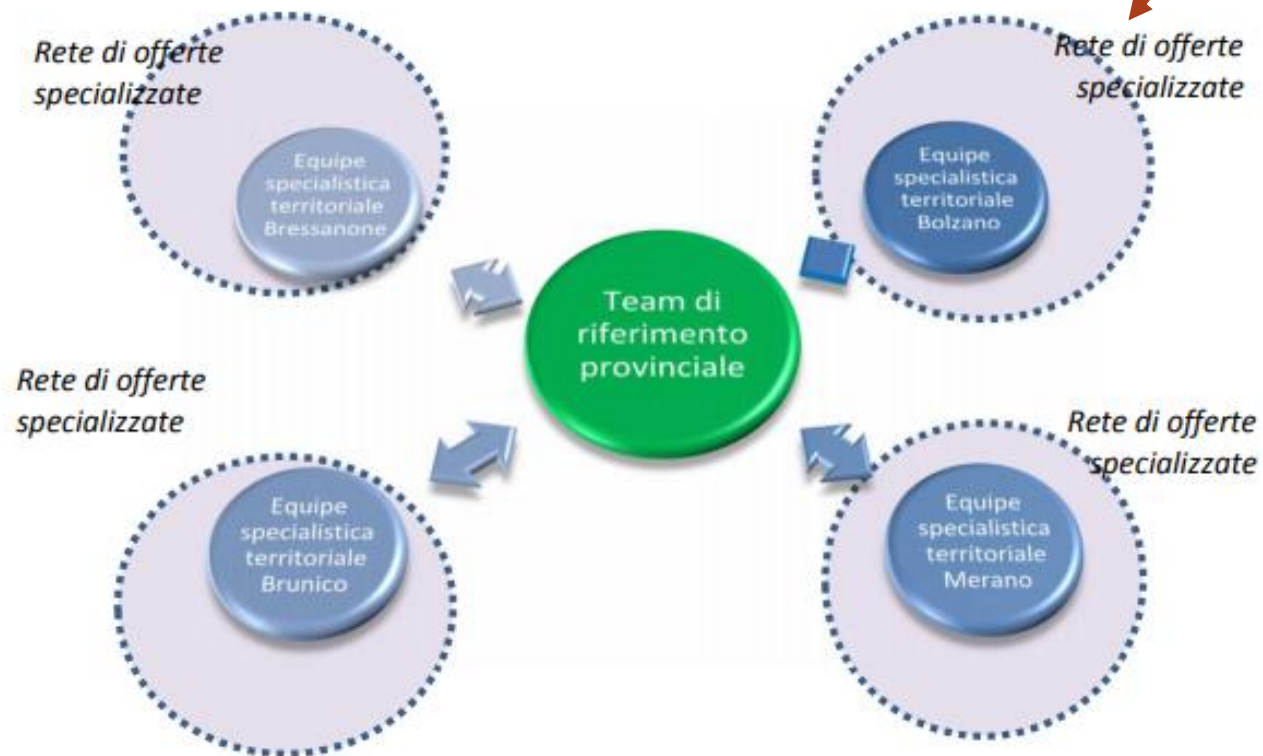 Rete di offerte
specializzate
Equipe
specialistica
territoriale
Bressanone
Rete di offerte
specializzate
Equipe
specialistica
territoriale
Bolzano
Team di
riferimento
provinciale
Rete di offerte
specializzate
Equipe
specialistica
territoriale
Brunico
Rete di offerte
specializzate
Equipe
specialistica
territoriale
Merano